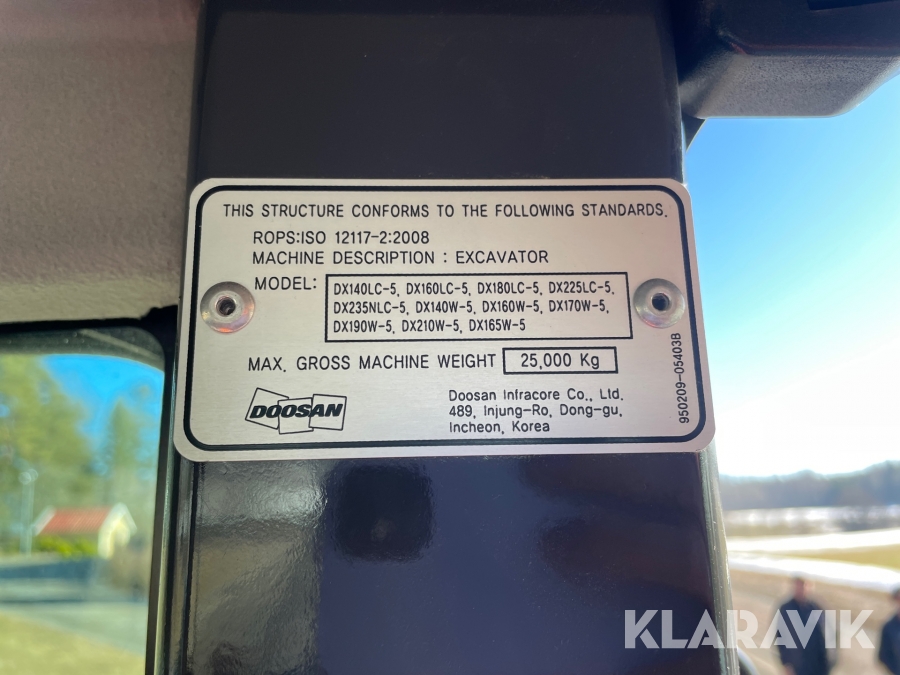 THIS STRUCTURE CONFORMS TO THE FOLLOWING STANDARDS.
ROPS:ISO 12117-2:2008
MACHINE DESCRIPTION : EXCAVATOR
MODEL:
DX140LC-5, DX160LC-5, DX180LC-5, DX225LC-5,
DX235NLC-5, DX140W-5, DX160W-5, DX170W-5,
DX190W-5, DX210W-5, DX165W-5
MAX. GROSS MACHINE WEIGHT 25,000 Kg
DOOSAN
Doosan Infracore Co., Ltd.
489, Injung-Ro, Dong-gu,
Incheon, Korea
950209-05403B
KLARAVIK